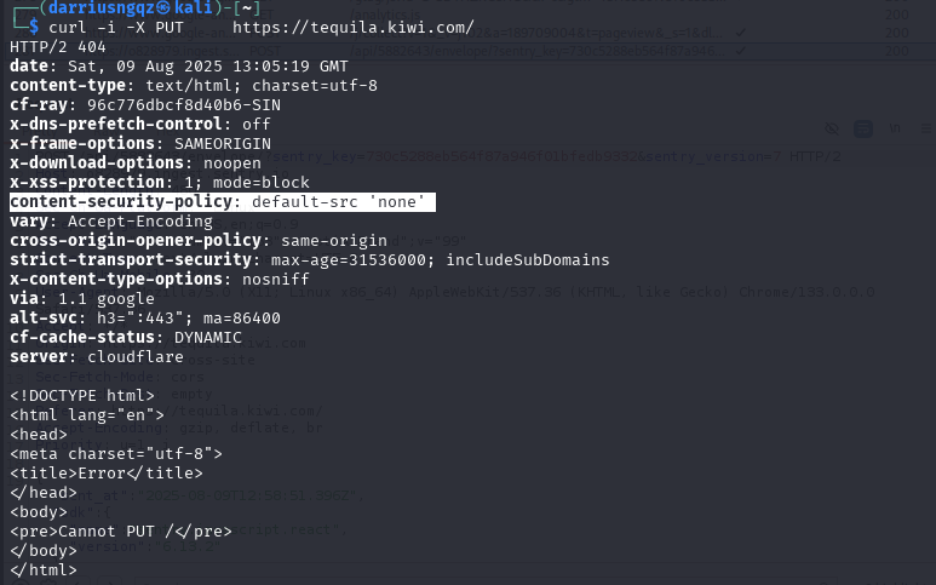 ┌──(darriusngqz㉿kali)-[~]
└─$ curl -i -X PUT    https://tequila.kiwi.com/
HTTP/2 404
date: Sat, 09 Aug 2025 13:05:19 GMT
content-type: text/html; charset=utf-8
cf-ray: 96c776dbcf8d40b6-SIN
x-dns-prefetch-control: off
x-frame-options: SAMEORIGIN
x-download-options: noopen
x-xss-protection: 1; mode=block
content-security-policy: default-src 'none'
vary: Accept-Encoding
cross-origin-opener-policy: same-origin
strict-transport-security: max-age=31536000; includeSubDomains
x-content-type-options: nosniff
via: 1.1 google
alt-svc: h3=":443"; ma=86400
cf-cache-status: DYNAMIC
server: cloudflare

<!DOCTYPE html>
<html lang="en">
<head>
<meta charset="utf-8">
<title>Error</title>
</head>
<body>
<pre>Cannot PUT /</pre>
</body>
</html>